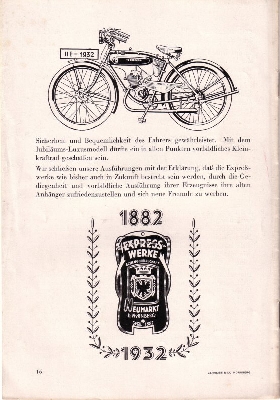 II E - 1932
Sicherheit und Bequemlichkeit des Fahrers gewährleistet. Mit dem
Jubiläums-Luxusmodell dürfte ein in allen Punkten vorbildliches Klein-
kraftrad geschaffen sein.
Wir schließen unsere Ausführungen mit der Erklärung, daß die Expreß-
werke wie bisher auch in Zukunft bestrebt sein werden, durch die Ge-
diegenheit und vorbildliche Ausführung ihrer Erzeugnisse ihre alten
Anhänger zufriedenzustellen und sich neue Freunde zu werben.
1882
EXPRESS
WERKE
NEUMARKT
B/NÜRNBERG
1932
16